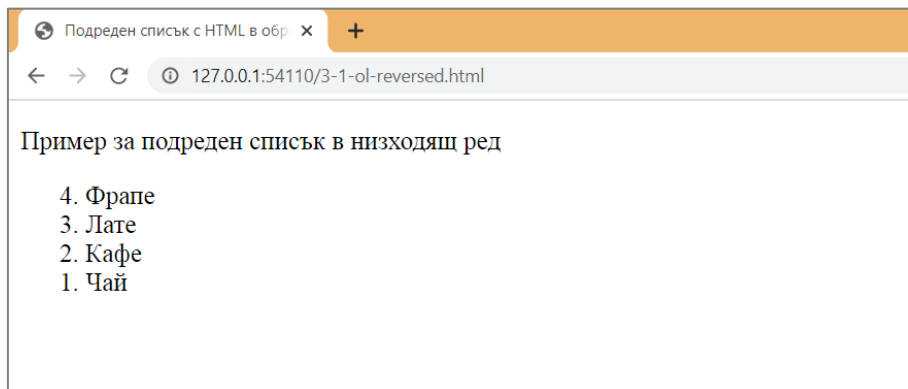 Подреден списък с HTML в обр
127.0.0.1:54110/3-1-ol-reversed.html
Пример за подреден списък в низходящ ред
4. Фрапе
3. Лате
2. Кафе
1. Чай